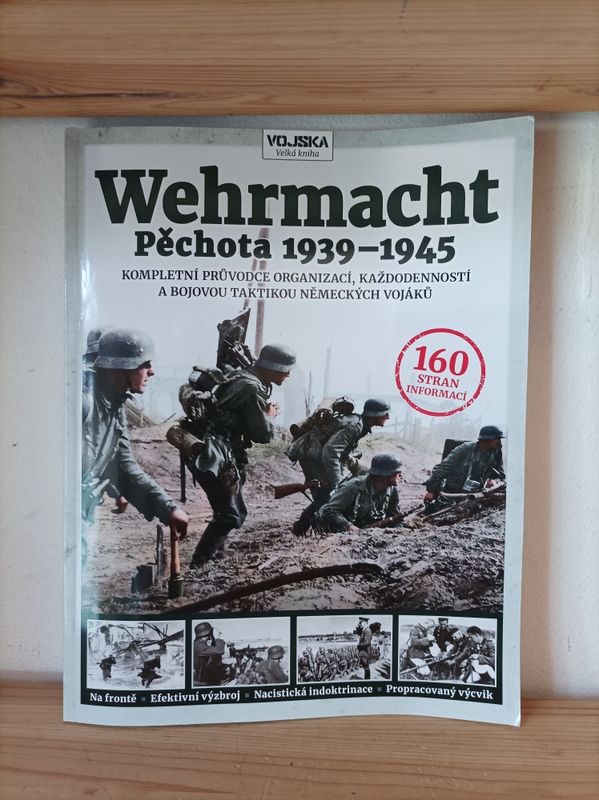 VOJSKA
Velká kniha
Wehrmacht
Pěchota 1939–1945
KOMPLETNÍ PRŮVODCE ORGANIZACÍ, KAŽDODENNOSTÍ
A BOJOVOU TAKTIKOU NĚMECKÝCH VOJÁKŮ
160
STRAN
INFORMACÍ
Na frontě ▪ Efektivní výzbroj ▪ Nacistická indoktrinace ▪ Propracovaný výcvik